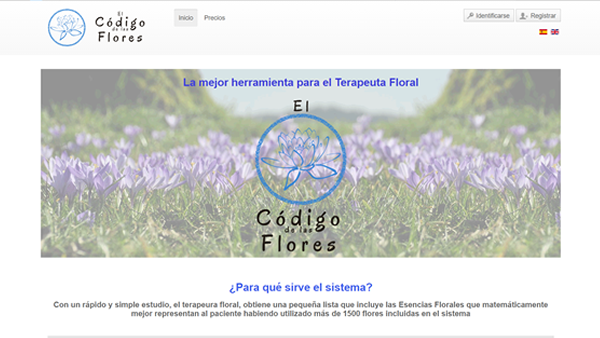 El
Código
de las
Flores
Inicio
Precios
Identificarse
Registrar
La mejor herramienta para el Terapeuta Floral
El
Código
de las
Flores
¿Para qué sirve el sistema?
Con un rápido y simple estudio, el terapeura floral, obtiene una pequeña lista que incluye las Esencias Florales que matemáticamente
mejor representan al paciente habiendo utilizado más de 1500 flores incluidas en el sistema